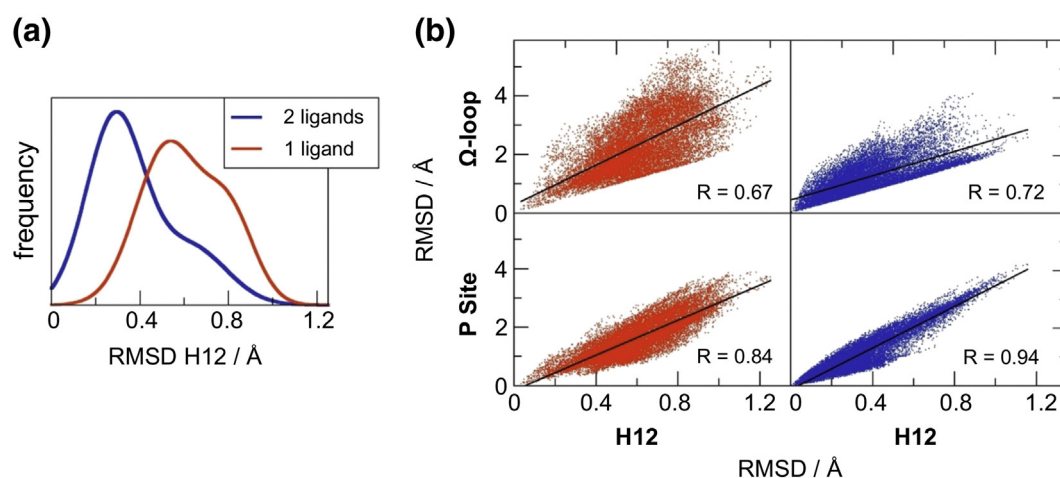 (a)
2 ligands
1 ligand
frequency
0 0.4 0.8 1.2
RMSD H12 / Å
(b)
Ω-loop
P Site
RMSD / Å
4
2
0
R = 0.67
R = 0.72
4
2
0
R = 0.84
R = 0.94
0 0.4 0.8 1.2 0 0.4 0.8 1.2
H12 H12
RMSD / Å